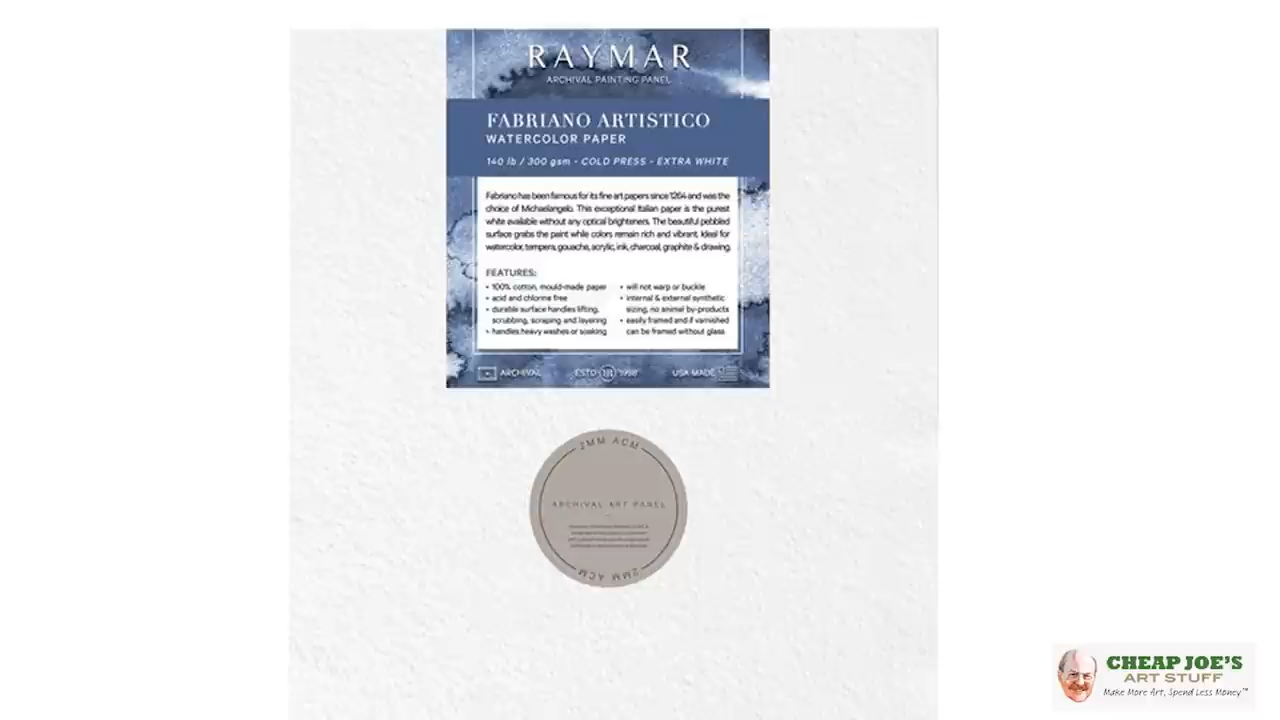 RAYMAR
ARCHIVAL PAINTING PANEL
FABRIANO ARTISTICO
WATERCOLOR PAPER
140 lb / 300 gsm - COLD PRESS - EXTRA WHITE
Fabriano has been famous for its fine art papers since 1264 and was the
choice of Michaelangelo. This exceptional Italian paper is the purest
white available without any optical brighteners. The beautiful pebbled
surface grabs the paint while colors remain rich and vibrant. Ideal for
watercolor, tempera, gouache, acrylic, ink, charcoal, graphite & drawing.
FEATURES:
• 100% cotton, mould-made paper
• acid and chlorine free
• durable surface handles lifting,
scrubbing, scraping and layering
• handles heavy washes or soaking
• will not warp or buckle
• internal & external synthetic
sizing, no animal by-products
• easily framed and if varnished
can be framed without glass
ARCHIVAL
ESTD 1998
USA MADE
2MM ACM
ARCHIVAL ART PANEL
2MM ACM
CHEAP JOE'S
ART STUFF
Make More Art, Spend Less Money™